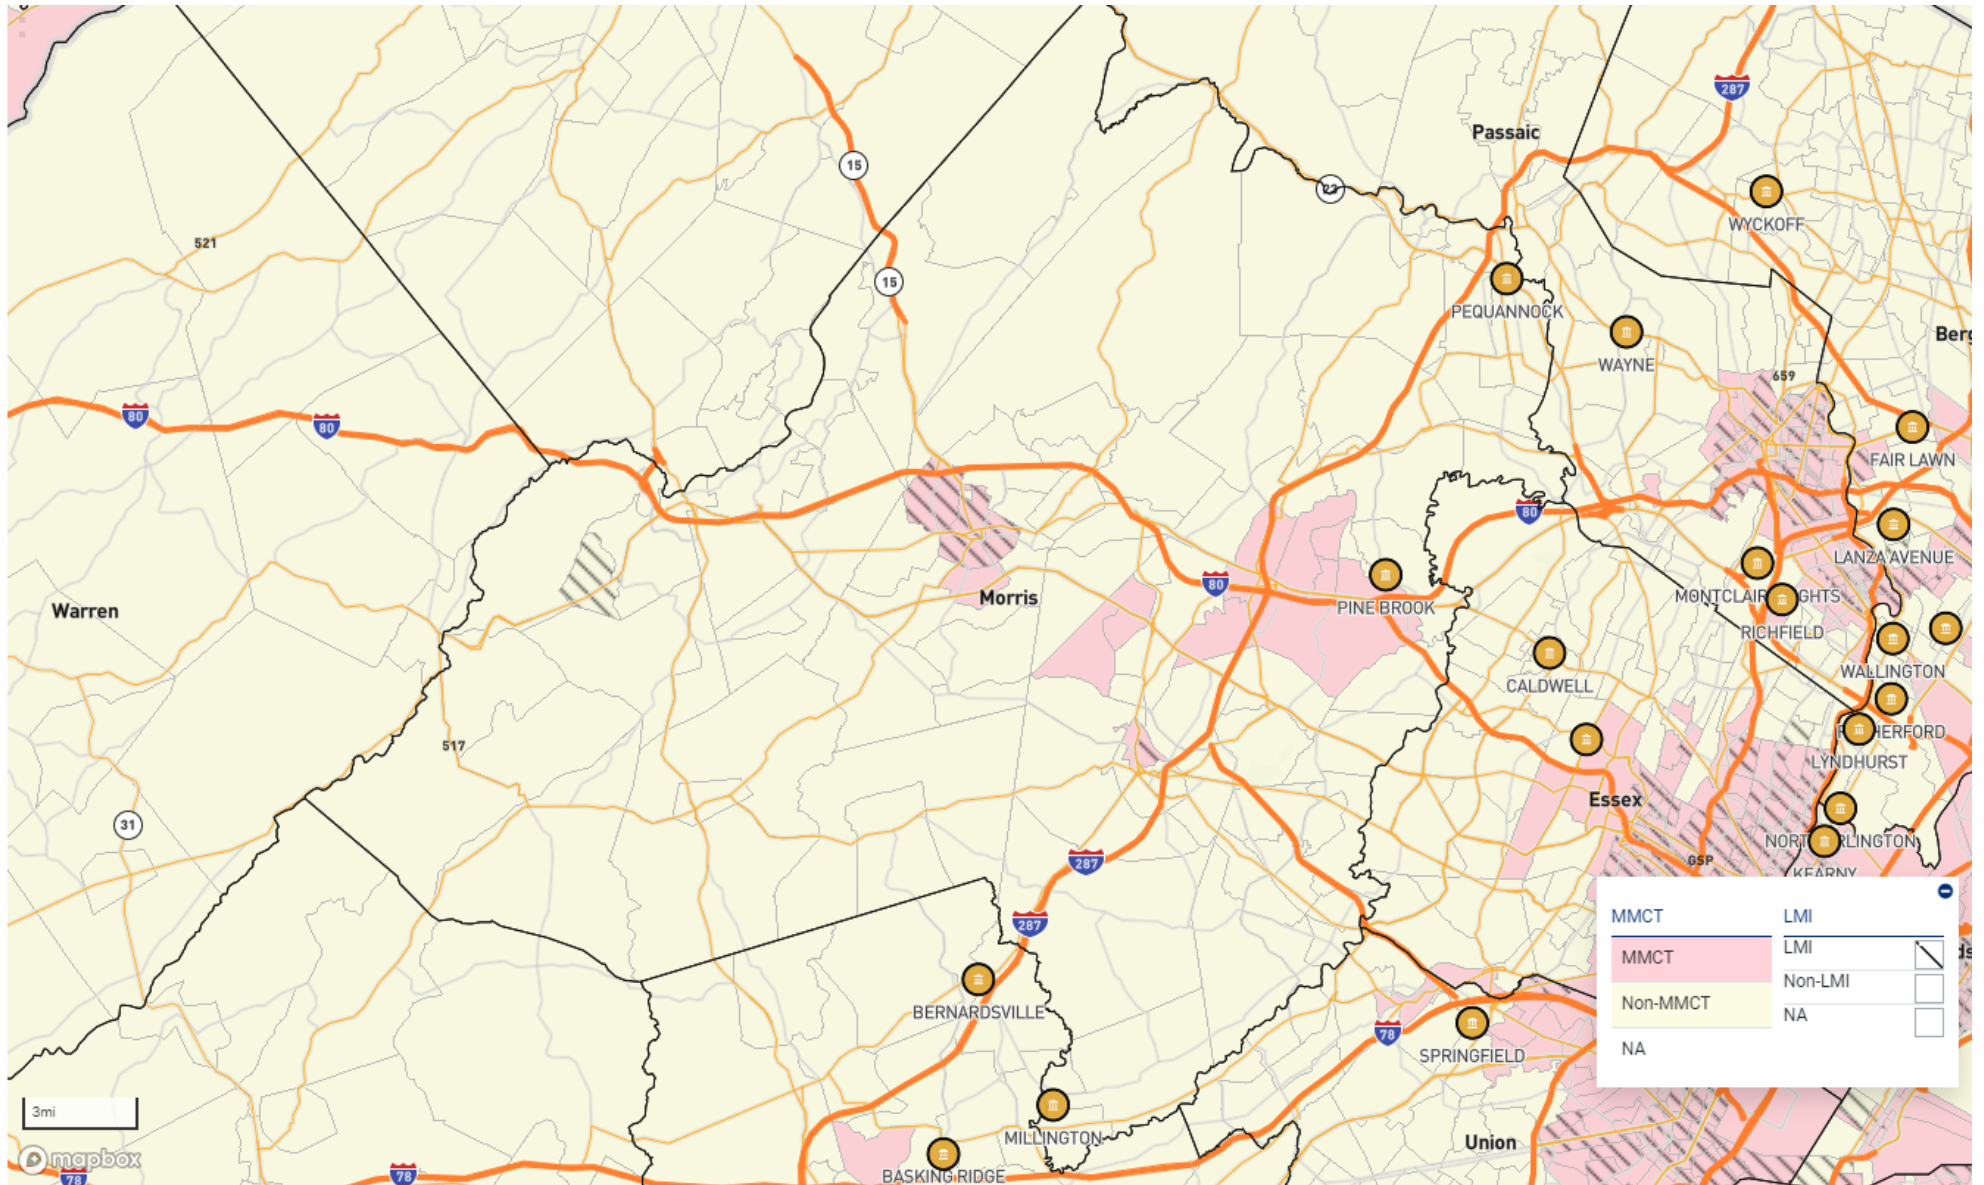 287
Passaic
15
23
WYCKOFF
521
15
PEQUANNOCK
WAYNE
659
80
80
FAIR LAWN
80
LANZA AVENUE
80
PINE BROOK
MONTCLAIR
GHTS
Morris
Warren
RICHFIELD
WALLINGTON
CALDWELL
517
HERFORD
LYNDHURST
Essex
31
NORT
RLINGTON
GSP
287
KEARNY
287
BERNARDSVILLE
78
SPRINGFIELD
MMCT
LMI
MMCT
LMI
Non-LMI
Non-MMCT
NA
NA
3mi
MILLINGTON
Union
mapbox
78
78
BASKING RIDGE